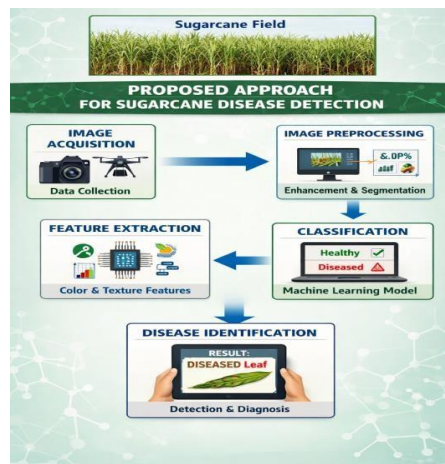 Sugarcane Field
PROPOSED APPROACH
FOR SUGARCANE DISEASE DETECTION
IMAGE
ACQUISITION
Data Collection
IMAGE PREPROCESSING
&.0P%
Enhancement & Segmentation
FEATURE EXTRACTION
Color & Texture Features
CLASSIFICATION
Healthy
Diseased
Machine Learning Model
DISEASE IDENTIFICATION
RESULT:
DISEASED Leaf
Detection & Diagnosis